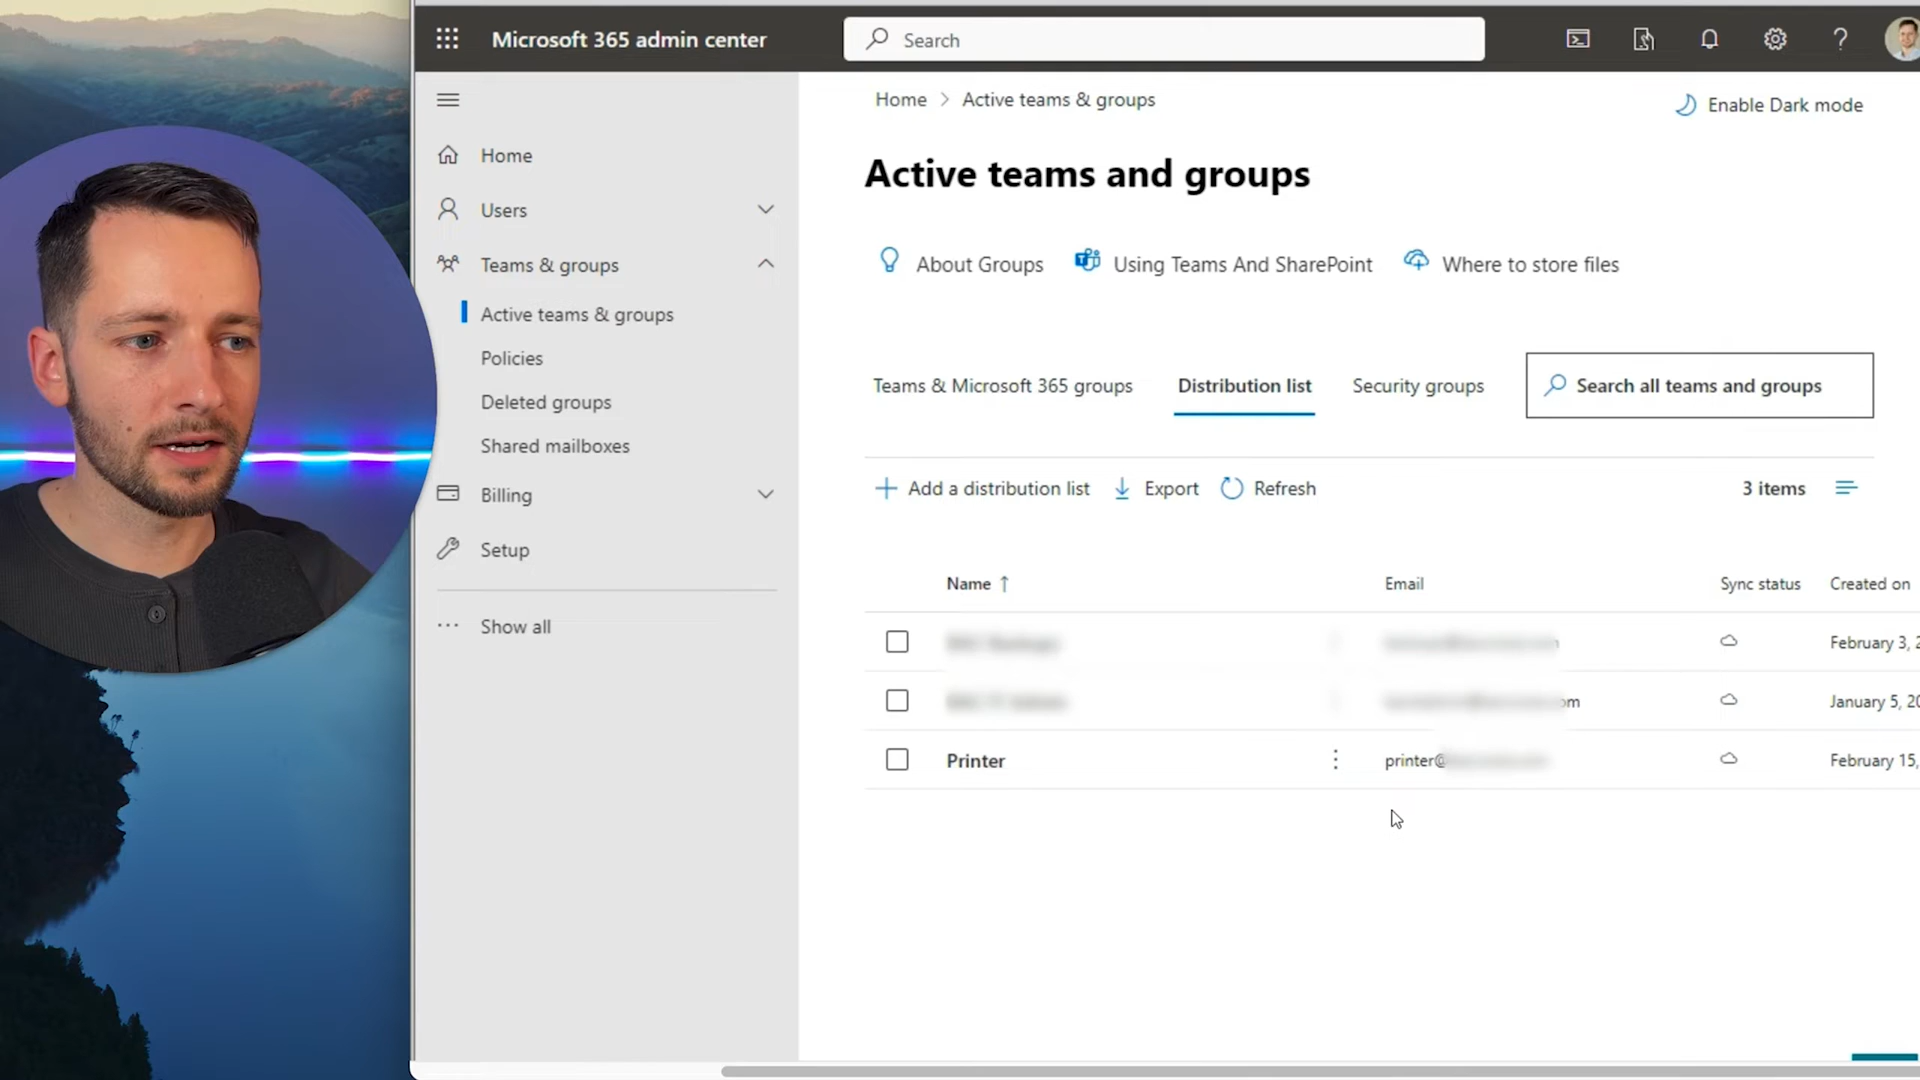 Microsoft 365 admin center
Search
Home
Users
Teams & groups
Active teams & groups
Policies
Deleted groups
Shared mailboxes
Billing
Setup
Show all
Home > Active teams & groups
Enable Dark mode
Active teams and groups
About Groups
Using Teams And SharePoint
Where to store files
Teams & Microsoft 365 groups
Distribution list
Security groups
Search all teams and groups
Add a distribution list
Export
Refresh
3 items
Name ↑
Email
Sync status
Created on
February 3, 2
om
January 5, 20
Printer
printer@
February 15,